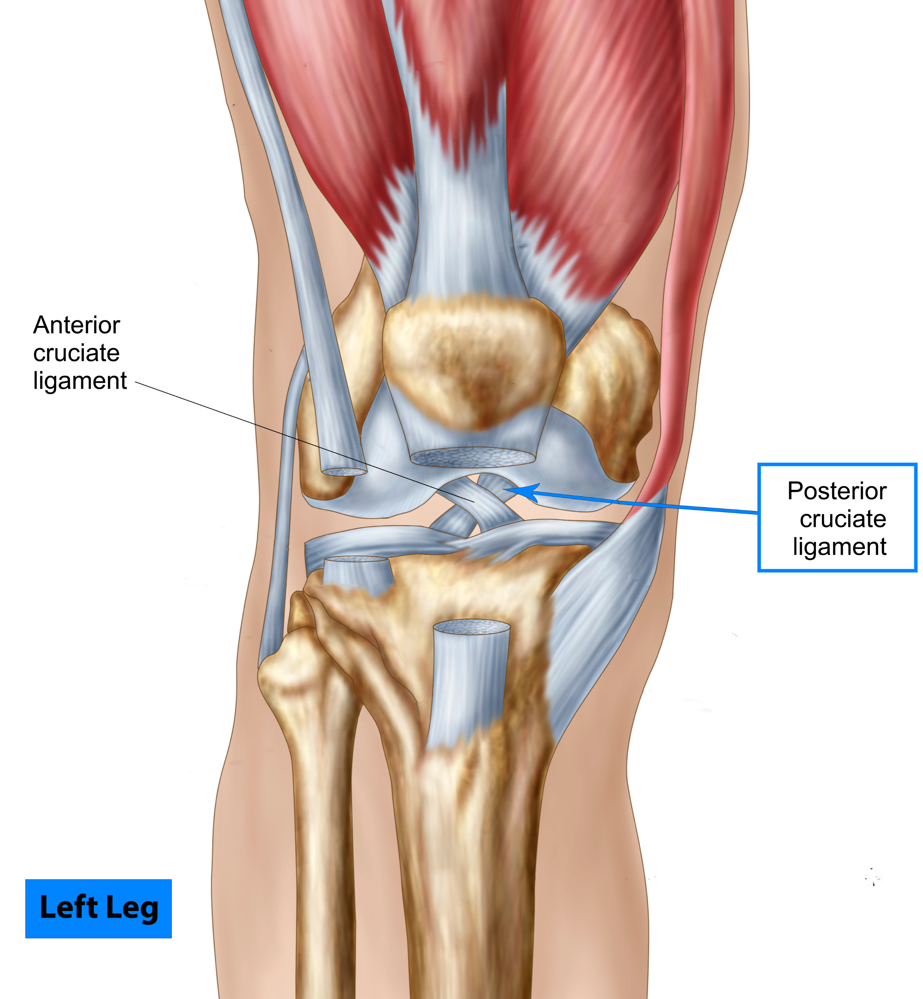 Anterior
cruciate
ligament
Posterior
cruciate
ligament
Left Leg